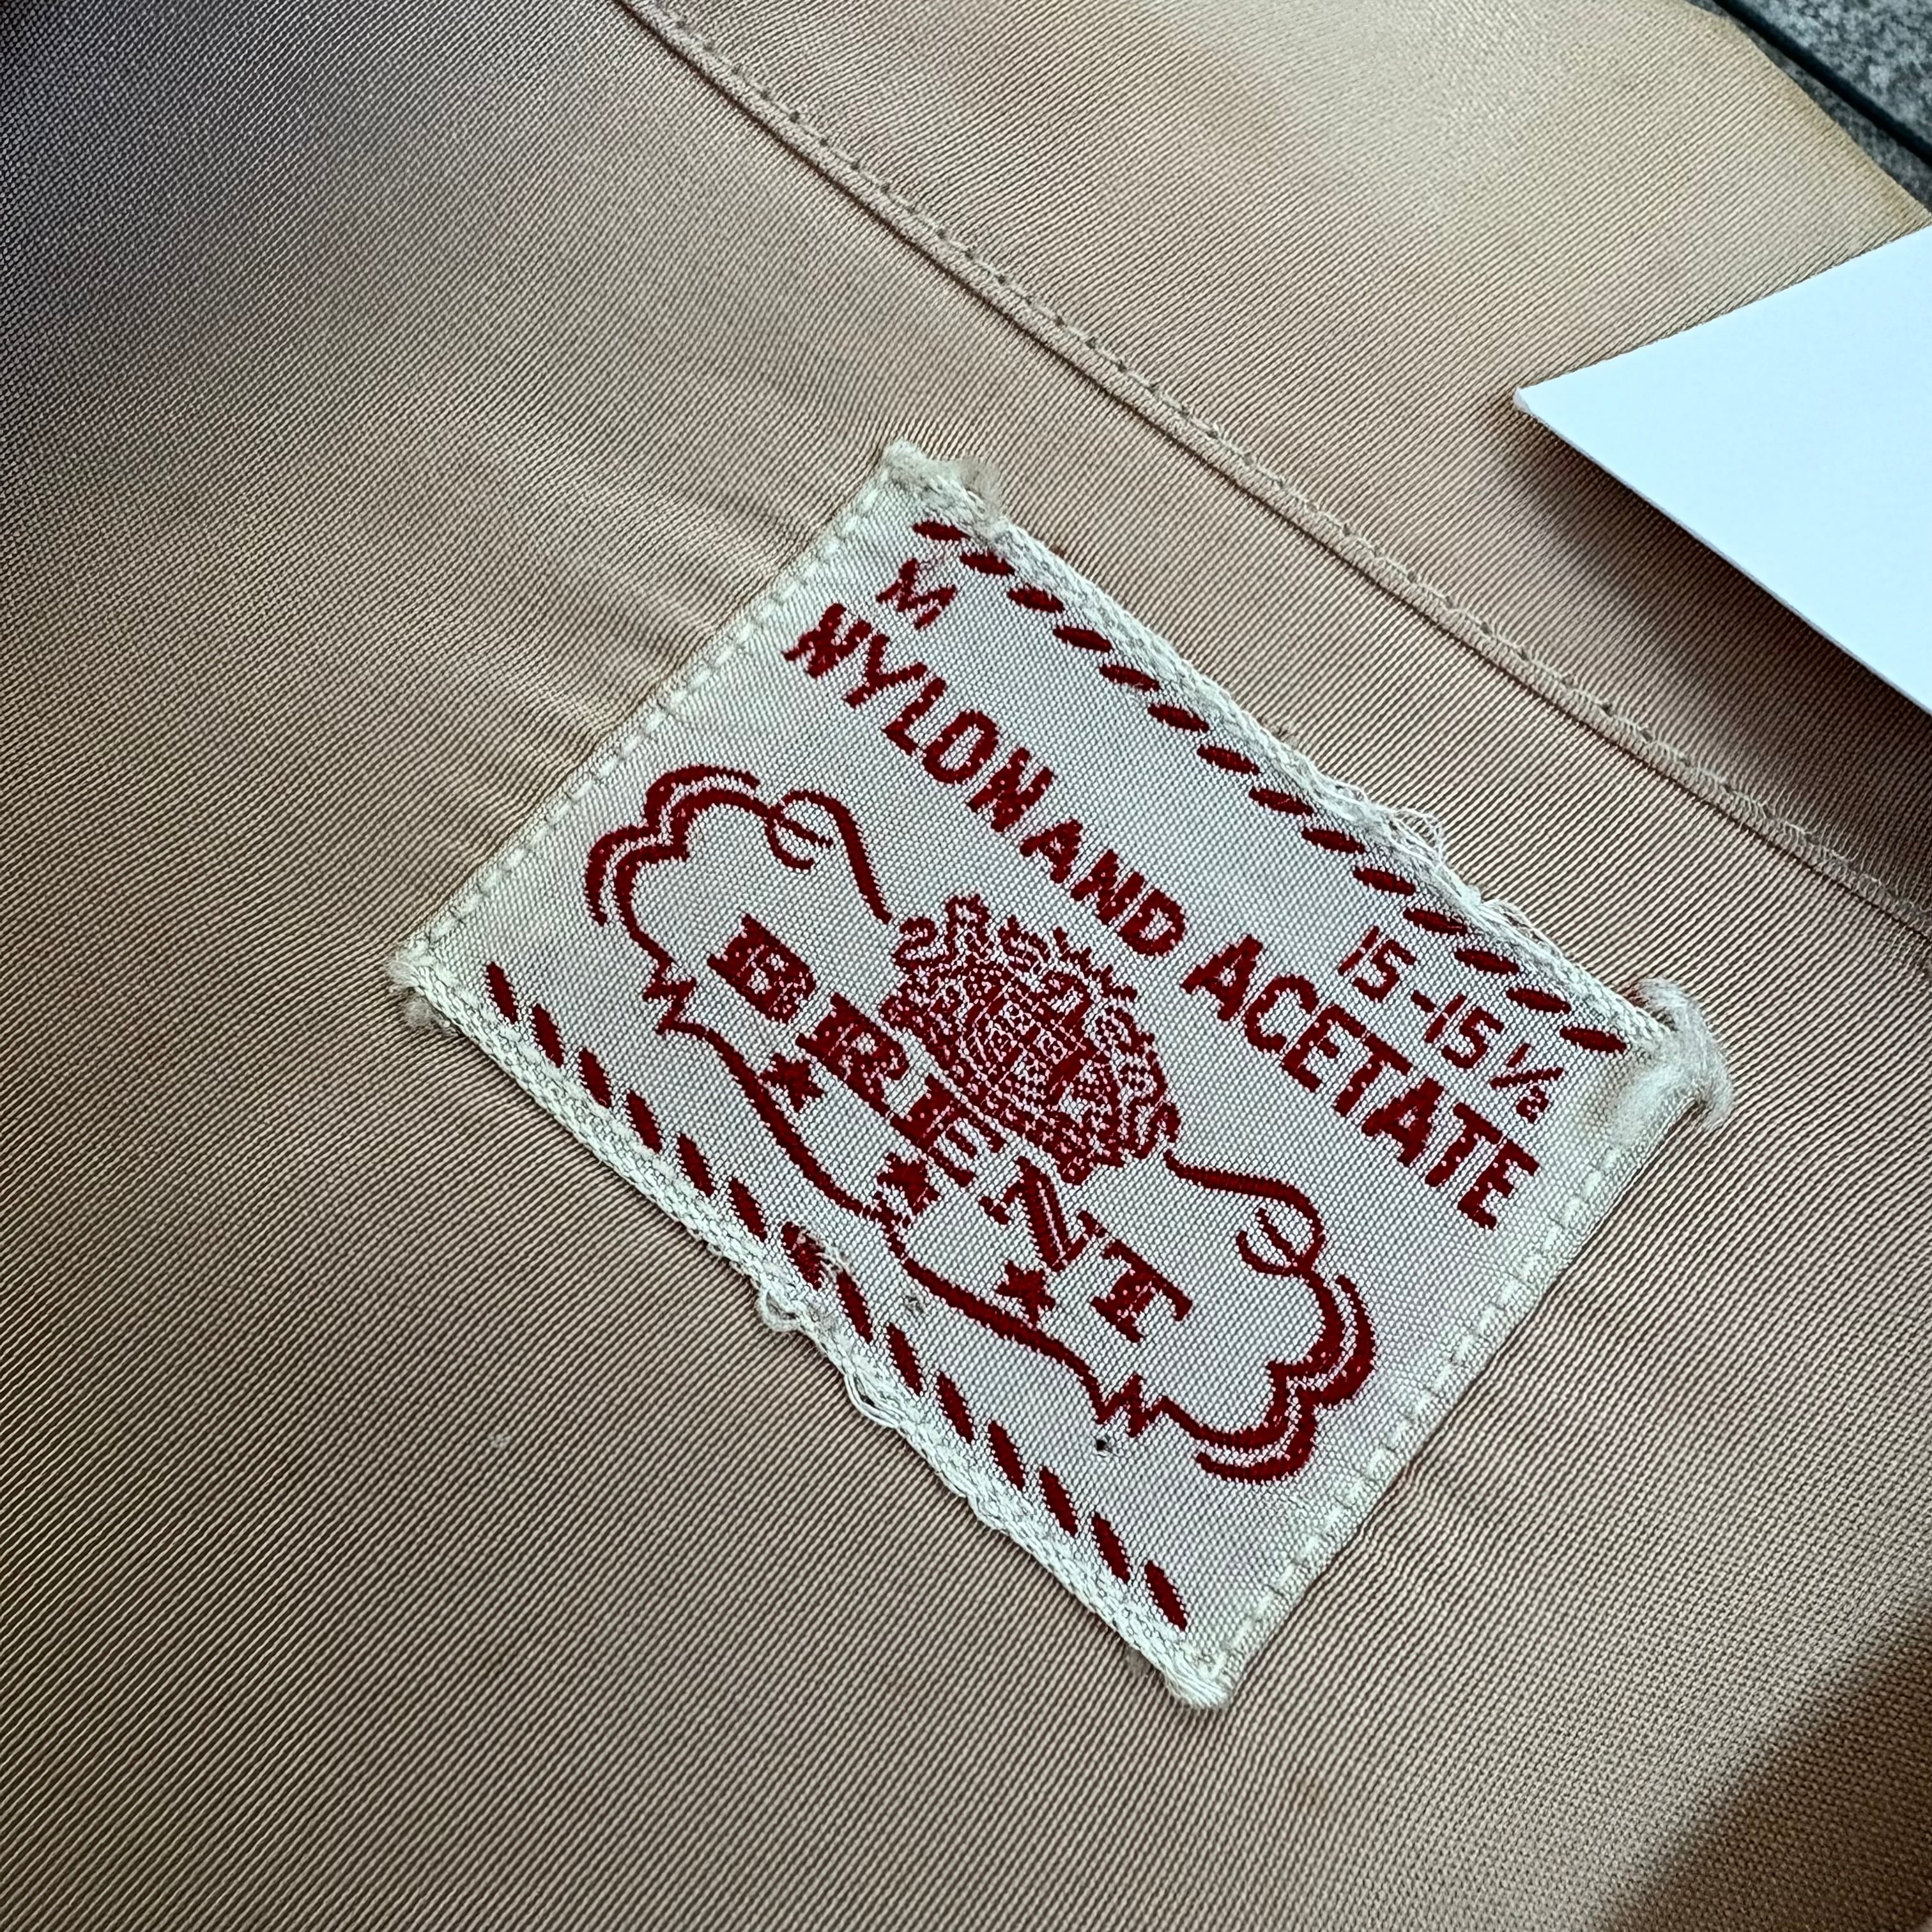 M 15-15½
NYLON AND ACETATE
BRENT